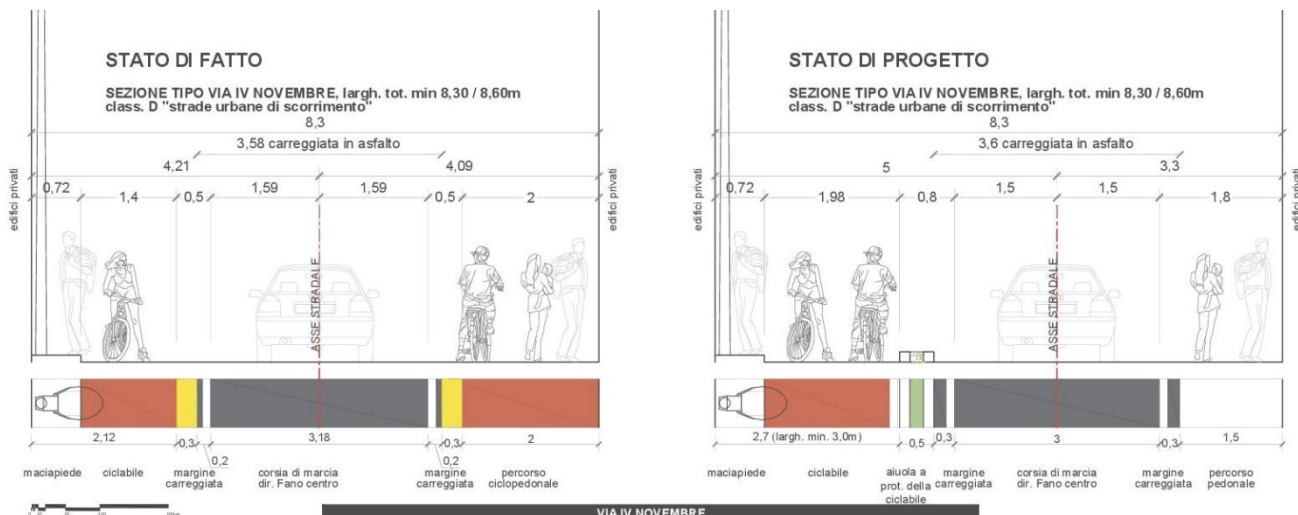 STATO DI FATTO
SEZIONE TIPO VIA IV NOVEMBRE, largh. tot. min 8,30 / 8,60m
class. D "strade urbane di scorrimento"
8,3
3,58 carreggiata in asfalto
4,21 4,09
0,72 1,4 0,5 1,59 1,59 0,5 2
edifici privati
edifici privati
ASSE STRADALE
2,12 0,3 0,2 3,18 0,2 0,3 2
maciapiede ciclabile margine corsia di marcia margine percorso
carreggiata dir. Fano centro carreggiata ciclopedonale
STATO DI PROGETTO
SEZIONE TIPO VIA IV NOVEMBRE, largh. tot. min 8,30 / 8,60m
class. D "strade urbane di scorrimento"
8,3
3,6 carreggiata in asfalto
5 3,3
0,72 1,98 0,8 1,5 1,5 1,8
edifici privati
edifici privati
ASSE STRADALE
2,7 (largh. min. 3,0m) 0,5 0,3 3 0,3 1,5
maciapiede ciclabile aiuola a margine corsia di marcia margine percorso
prot. della carreggiata dir. Fano centro carreggiata pedonale
ciclabile
VIA IV NOVEMBRE